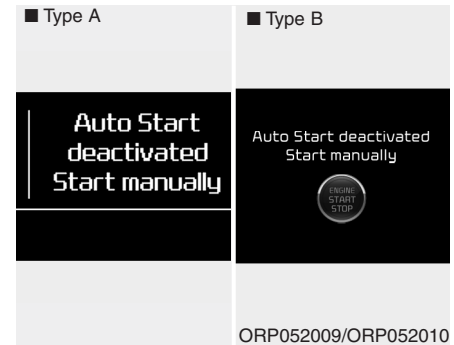 ■ Type A
Auto Start
deactivated
Start manually
■ Type B
Auto Start deactivated
Start manually
ENGINE
START
STOP
ORP052009/ORP052010